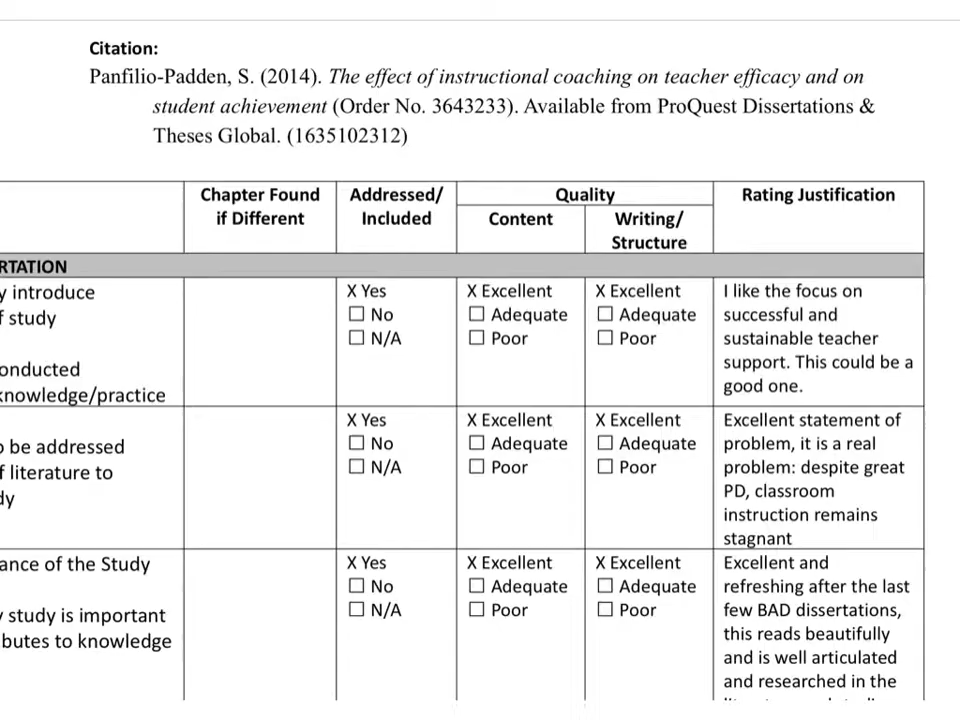 Citation:
Panfilio-Padden, S. (2014). The effect of instructional coaching on teacher efficacy and on
student achievement (Order No. 3643233). Available from ProQuest Dissertations &
Theses Global. (1635102312)
Chapter Found
if Different
Addressed/
Included
Quality
Content
Writing/
Structure
Rating Justification
RTATION
y introduce
f study
onducted
knowledge/practice
X Yes
☐ No
☐ N/A
X Excellent
☐ Adequate
☐ Poor
X Excellent
☐ Adequate
☐ Poor
I like the focus on
successful and
sustainable teacher
support. This could be a
good one.
o be addressed
f literature to
dy
X Yes
☐ No
☐ N/A
X Excellent
☐ Adequate
☐ Poor
X Excellent
☐ Adequate
☐ Poor
Excellent statement of
problem, it is a real
problem: despite great
PD, classroom
instruction remains
stagnant
ance of the Study
y study is important
butes to knowledge
X Yes
☐ No
☐ N/A
X Excellent
☐ Adequate
☐ Poor
X Excellent
☐ Adequate
☐ Poor
Excellent and
refreshing after the last
few BAD dissertations,
this reads beautifully
and is well articulated
and researched in the